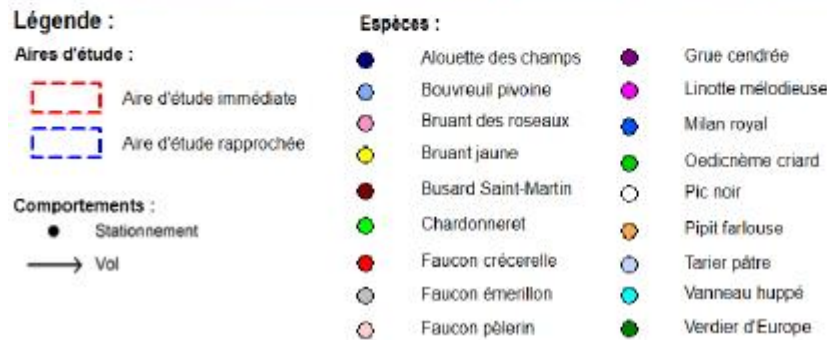 Légende :
Aires d'étude :
Aire d'étude immédiate
Aire d'étude rapprochée
Comportements :
Stationnement
Vol
Espèces :
Alouette des champs
Bouvreuil pivoine
Bruant des roseaux
Bruant jaune
Busard Saint-Martin
Chardonneret
Faucon crécerelle
Faucon émerillon
Faucon pèlerin
Grue cendrée
Linotte mélodieuse
Milan royal
Oedicnème criard
Pic noir
Pipit farlouse
Tarier pâtre
Vanneau huppé
Verdier d'Europe